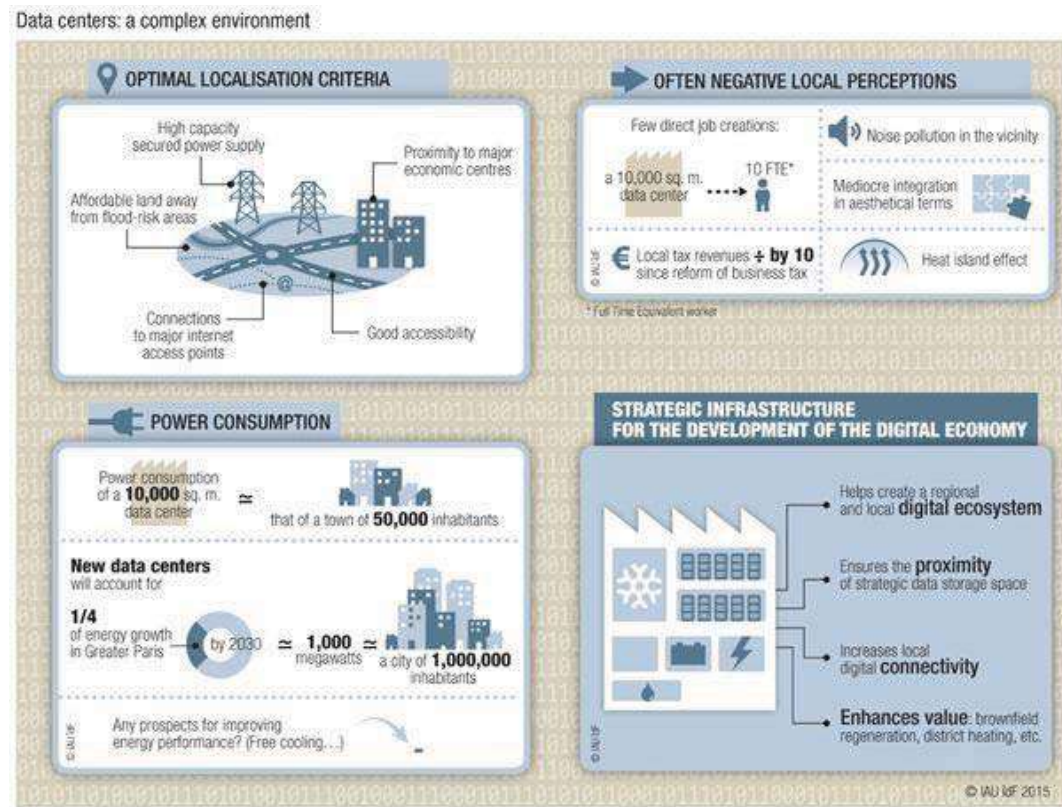 Data centers: a complex environment
OPTIMAL LOCALISATION CRITERIA
High capacity
secured power supply
Proximity to major
economic centres
Affordable land away
from flood-risk areas
@
Connections
to major internet
access points
Good accessibility
OFTEN NEGATIVE LOCAL PERCEPTIONS
Few direct job creations:
a 10,000 sq. m.
data center
10 FTE*
Noise pollution in the vicinity
Mediocre integration
in aesthetical terms
€ Local tax revenues ÷ by 10
since reform of business tax
Heat island effect
* Full Time Equivalent worker
POWER CONSUMPTION
Power consumption
of a 10,000 sq. m.
data center
≃
that of a town of 50,000 inhabitants
New data centers
will account for
1/4
of energy growth
in Greater Paris
by 2030
≃ 1,000
megawatts
≃ a city of 1,000,000
inhabitants
Any prospects for improving
energy performance? (Free cooling…)
-
STRATEGIC INFRASTRUCTURE
FOR THE DEVELOPMENT OF THE DIGITAL ECONOMY
Helps create a regional
and local digital ecosystem
Ensures the proximity
of strategic data storage space
Increases local
digital connectivity
Enhances value: brownfield
regeneration, district heating, etc.
© IAU îdF 2015